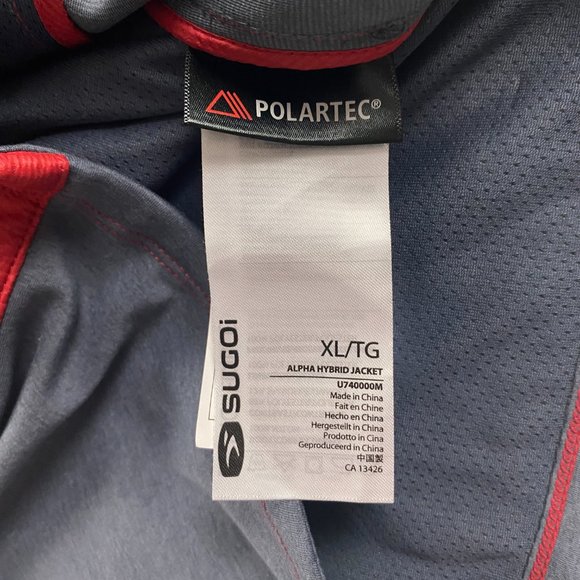 POLARTEC®
SUGOi
XL/TG
ALPHA HYBRID JACKET
U740000M
Made in China
Fait en Chine
Hecho en China
Hergestellt in China
Prodotto in Cina
Geproduceerd in China
中国製
CA 13426